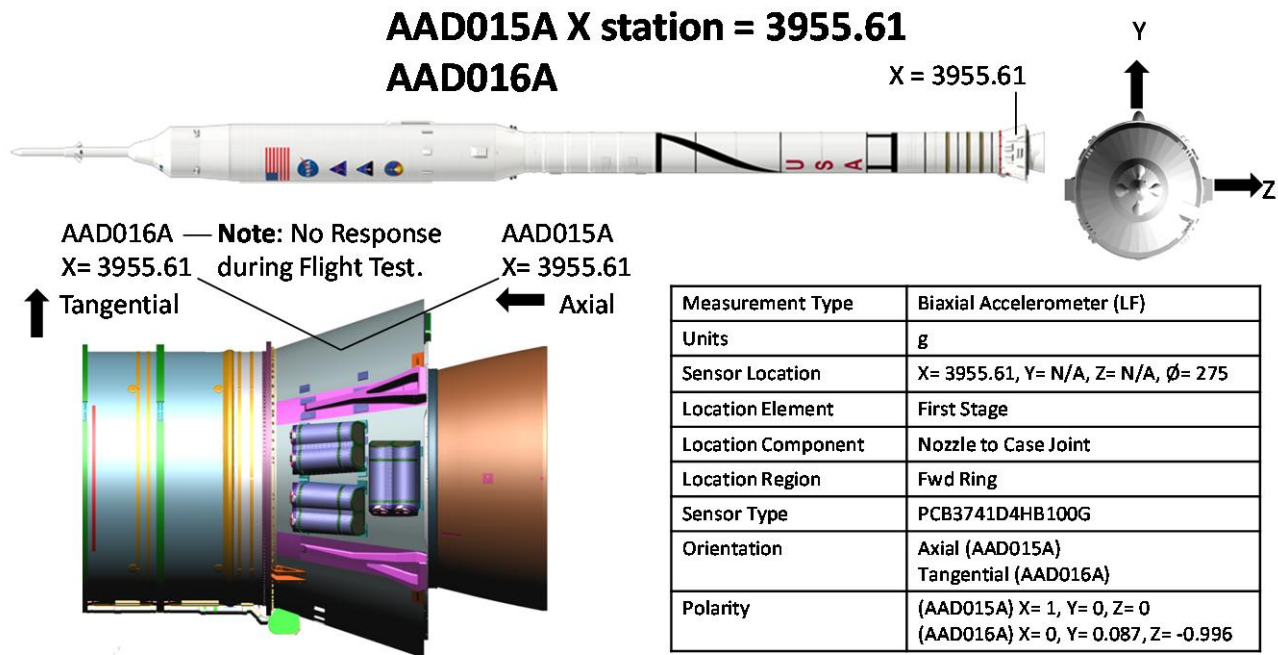 AAD015A X station = 3955.61
AAD016A
X = 3955.61
Y
Z
USA
AAD016A — Note: No Response
X= 3955.61 during Flight Test.
Tangential
AAD015A
X= 3955.61
Axial
Measurement Type Biaxial Accelerometer (LF)
Units g
Sensor Location X= 3955.61, Y= N/A, Z= N/A, Ø= 275
Location Element First Stage
Location Component Nozzle to Case Joint
Location Region Fwd Ring
Sensor Type PCB3741D4HB100G
Orientation Axial (AAD015A)
Tangential (AAD016A)
Polarity (AAD015A) X= 1, Y= 0, Z= 0
(AAD016A) X= 0, Y= 0.087, Z= -0.996